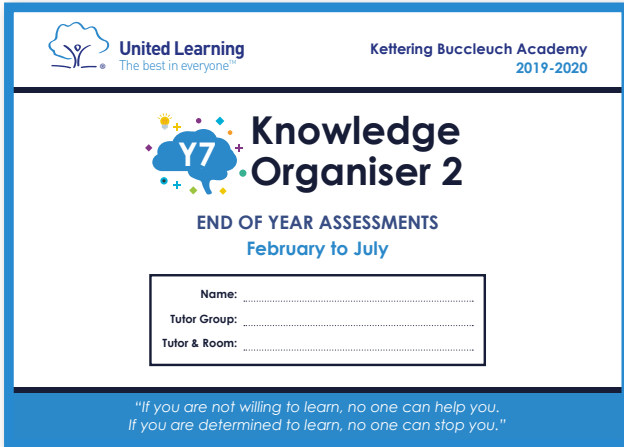 United Learning
The best in everyone™
Kettering Buccleuch Academy
2019-2020
Y7
Knowledge
Organiser 2
END OF YEAR ASSESSMENTS
February to July
Name:
Tutor Group:
Tutor & Room:
“If you are not willing to learn, no one can help you.
If you are determined to learn, no one can stop you.”